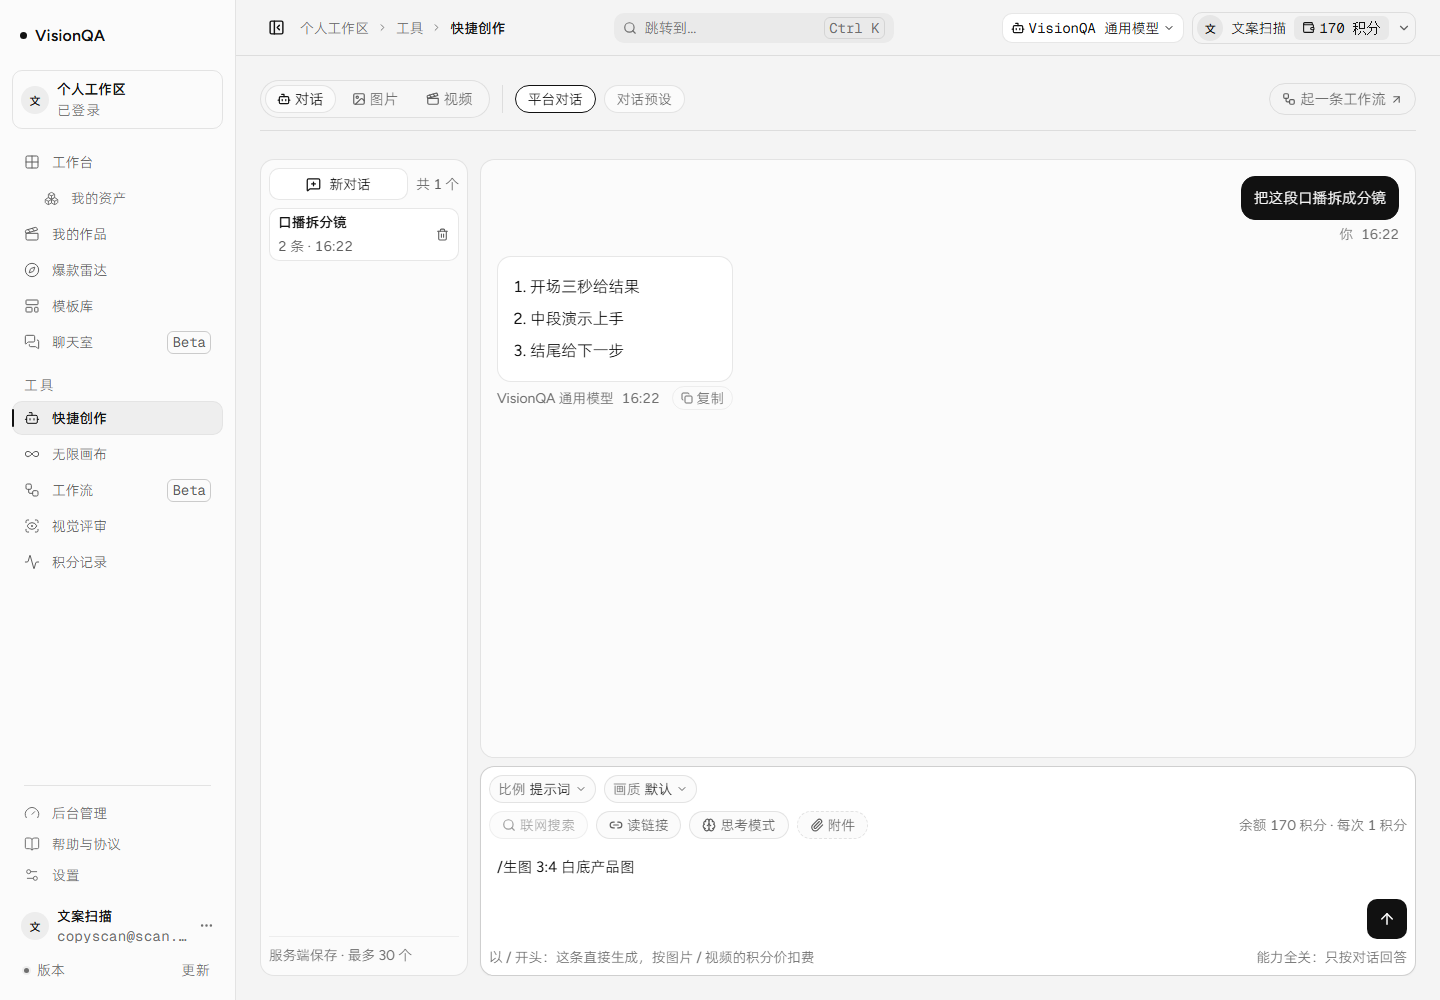 VisionQA
文
个人工作区
已登录
工作台
我的资产
我的作品
爆款雷达
模板库
聊天室 Beta
工具
快捷创作
无限画布
工作流 Beta
视觉评审
积分记录
后台管理
帮助与协议
设置
文
文案扫描
copyscan@scan.…
版本 更新
个人工作区 工具 快捷创作
跳转到... Ctrl K
VisionQA 通用模型
文 文案扫描 170 积分
对话 图片 视频 平台对话 对话预设
起一条工作流
新对话 共 1 个
口播拆分镜
2 条 · 16:22
服务端保存 · 最多 30 个
把这段口播拆成分镜
你 16:22
1. 开场三秒给结果
2. 中段演示上手
3. 结尾给下一步
VisionQA 通用模型 16:22 复制
比例 提示词 画质 默认
联网搜索 读链接 思考模式 附件
余额 170 积分 · 每次 1 积分
/生图 3:4 白底产品图
以 / 开头：这条直接生成，按图片 / 视频的积分价扣费
能力全关：只按对话回答